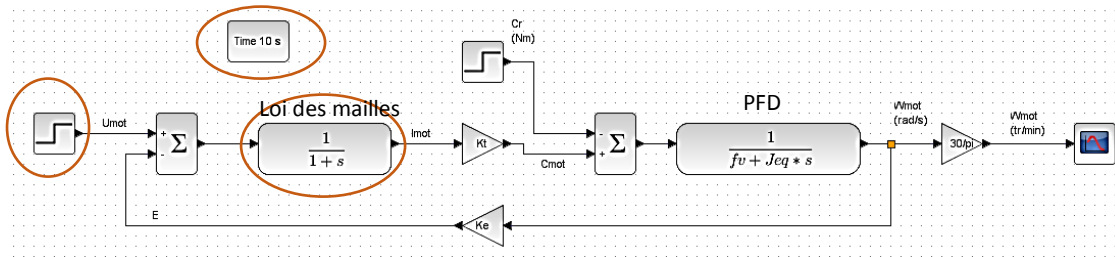 Cr
(Nm)
Time 10 s
Loi des mailles
PFD
Wmot
(rad/s)
Wmot
(tr/min)
Umot
+
-
Σ
1
1 + s
Imot
Kt
Cmot
-
+
Σ
1
fv + Jeq * s
30/pi
E
Ke